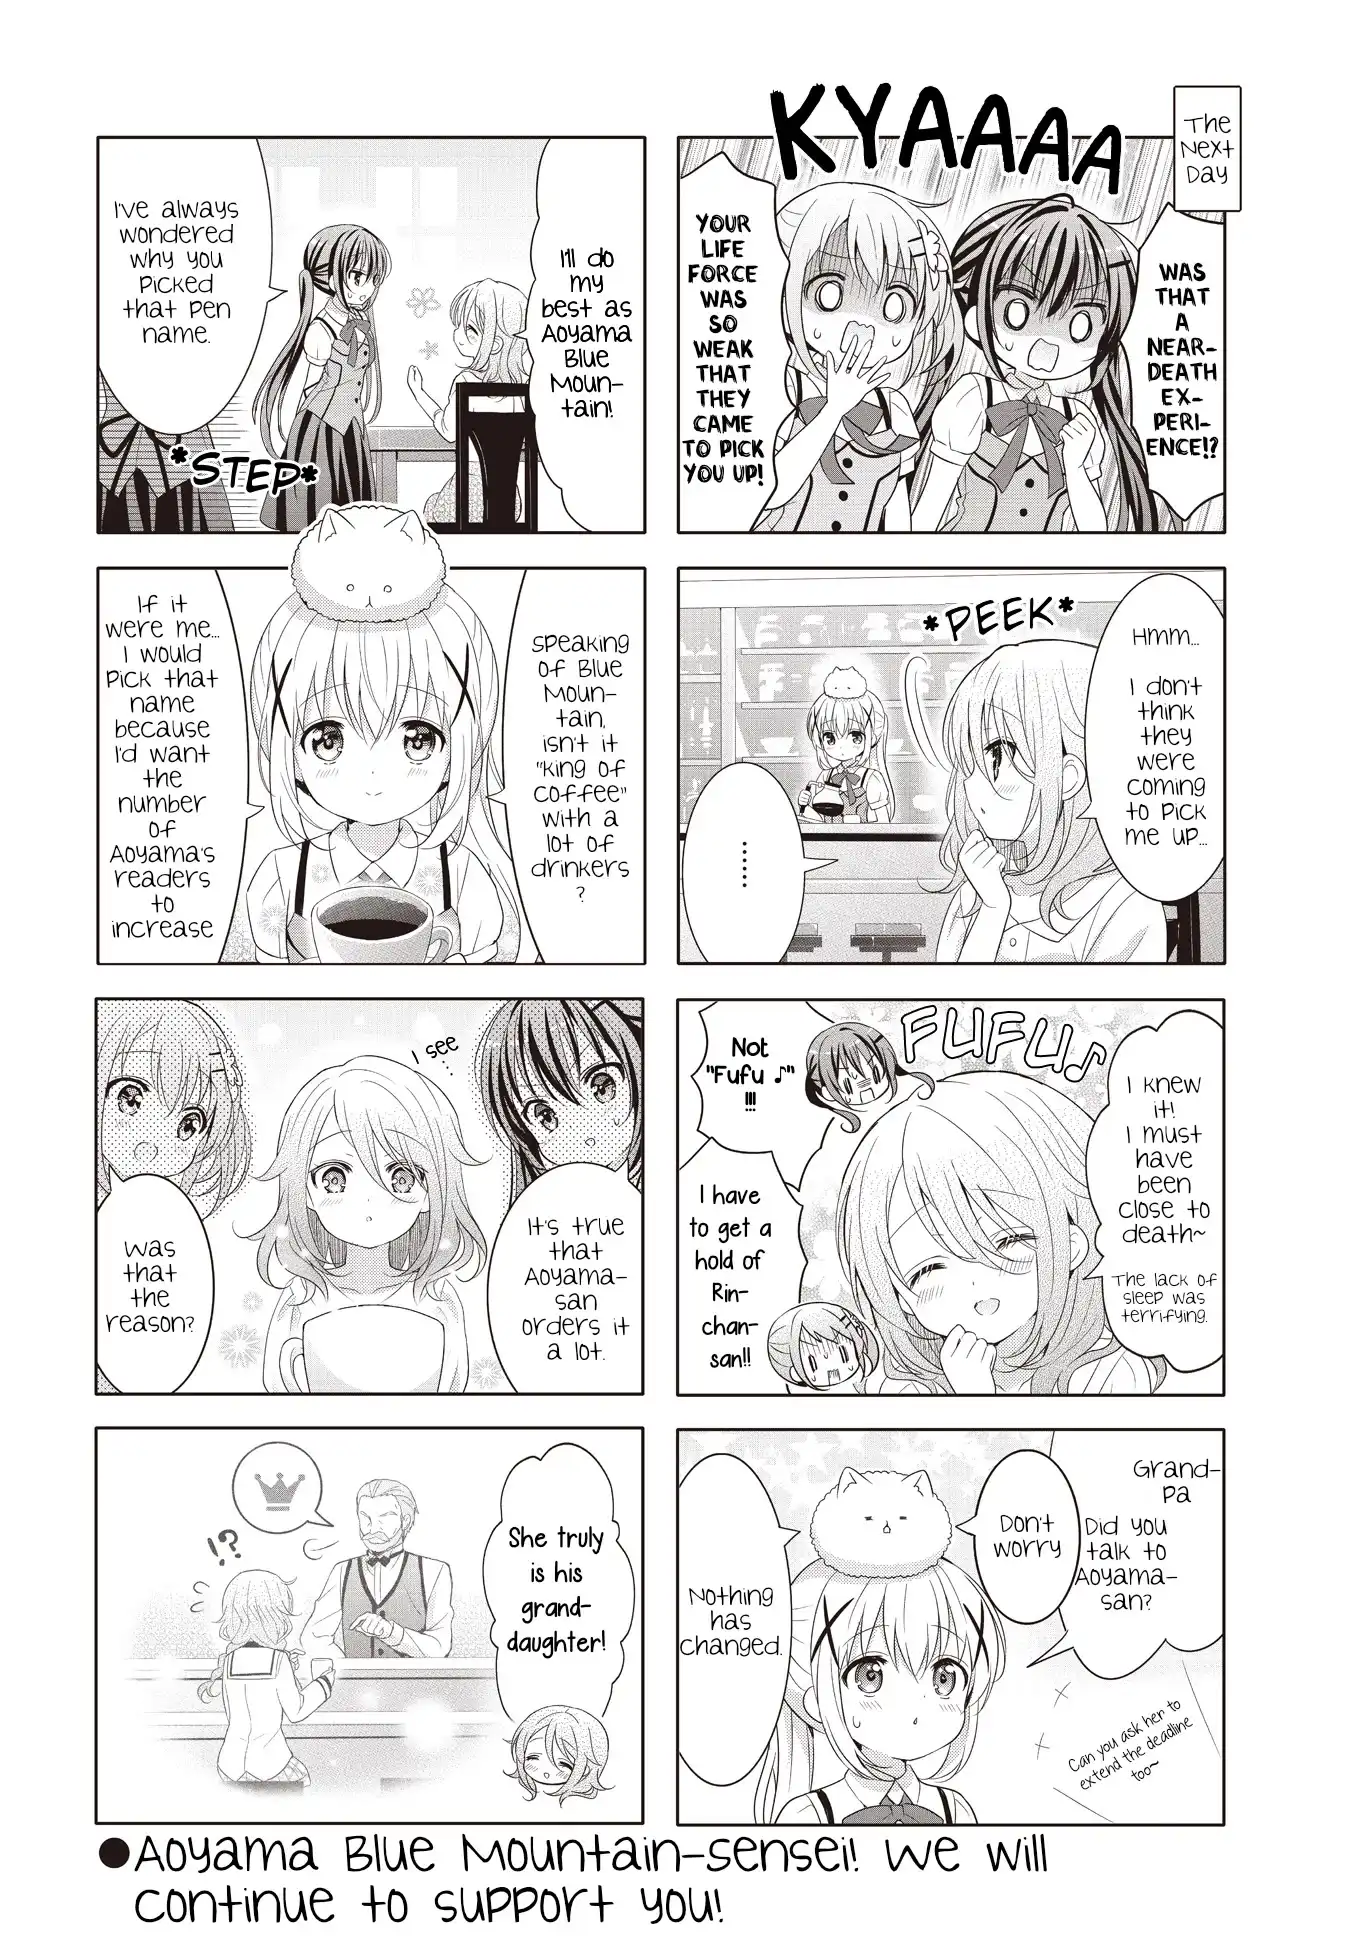 The
Next
Day
KYAAAA
WAS
THAT
A
NEAR-
DEATH
EX-
PERI-
ENCE!?
YOUR
LIFE
FORCE
WAS
SO
WEAK
THAT
THEY
CAME
TO PICK
YOU UP!
Hmm...
I don't
think
they
were
coming
to pick
me up...
*PEEK*
........
I knew
it!
I must
have
been
close to
death~
The lack of
sleep was
terrifying.
FUFU♪
Not
"Fufu ♪"
!!!
I have
to get a
hold of
Rin-
chan-
san!!
Grand-
pa
Did you
talk to
Aoyama-
san?
Don't
worry
Can you ask her to
extend the deadline
too~
Nothing
has
changed.
I'll do
my
best as
Aoyama
Blue
Moun-
tain!
I've always
wondered
why you
picked
that pen
name.
*STEP*
Speaking
of Blue
Moun-
tain,
isn't it
"king of
coffee"
with a
lot of
drinkers
?
If it
were me...
I would
pick that
name
because
I'd want
the
number
of
Aoyama's
readers
to
increase
It's true
that
Aoyama-
san
orders it
a lot.
I see
...
Was
that
the
reason?
She truly
is his
grand-
daughter!
!?
●Aoyama Blue Mountain-sensei! We will
continue to support you!